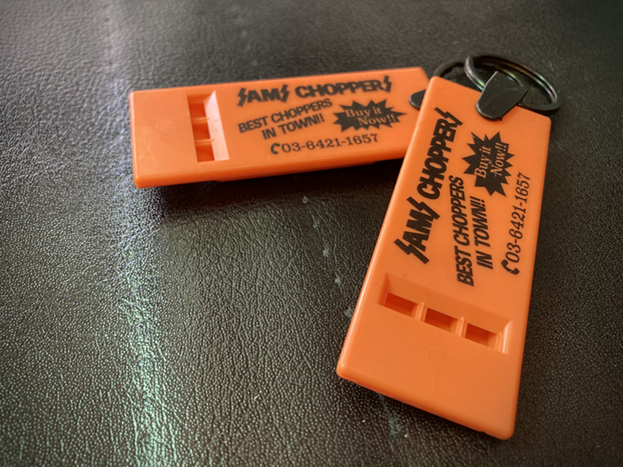 SAMS CHOPPERS
BEST CHOPPERS
IN TOWN!!
Buy it
Now!!
03-6421-1657
SAMS CHOPPERS
BEST CHOPPERS
IN TOWN!!
Buy it
Now!!
03-6421-1657